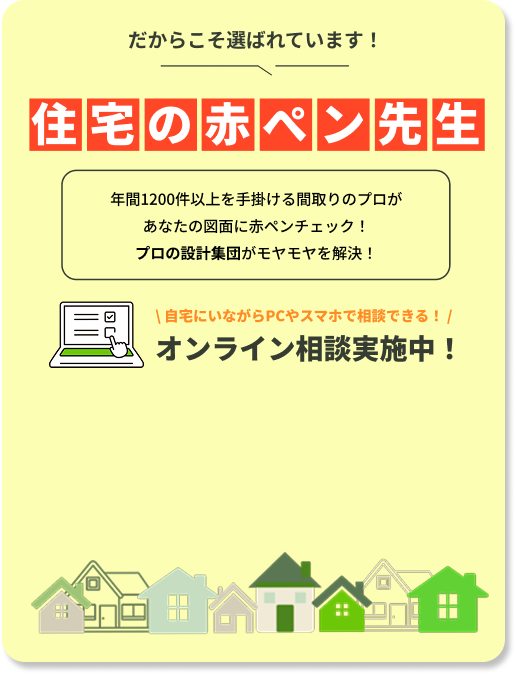 だからこそ選ばれています！
住宅の赤ペン先生
年間1200件以上を手掛ける間取りのプロが
あなたの図面に赤ペンチェック！
プロの設計集団がモヤモヤを解決！
\ 自宅にいながらPCやスマホで相談できる！ /
オンライン相談実施中！